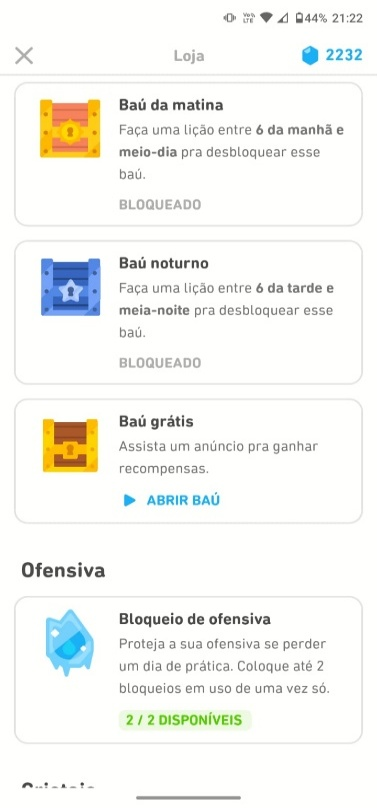 44% 21:22
Loja
2232
Baú da matina
Faça uma lição entre 6 da manhã e
meio-dia pra desbloquear esse
baú.
BLOQUEADO
Baú noturno
Faça uma lição entre 6 da tarde e
meia-noite pra desbloquear esse
baú.
BLOQUEADO
Baú grátis
Assista um anúncio pra ganhar
recompensas.
ABRIR BAÚ
Ofensiva
Bloqueio de ofensiva
Proteja a sua ofensiva se perder
um dia de prática. Coloque até 2
bloqueios em uso de uma vez só.
2 / 2 DISPONÍVEIS